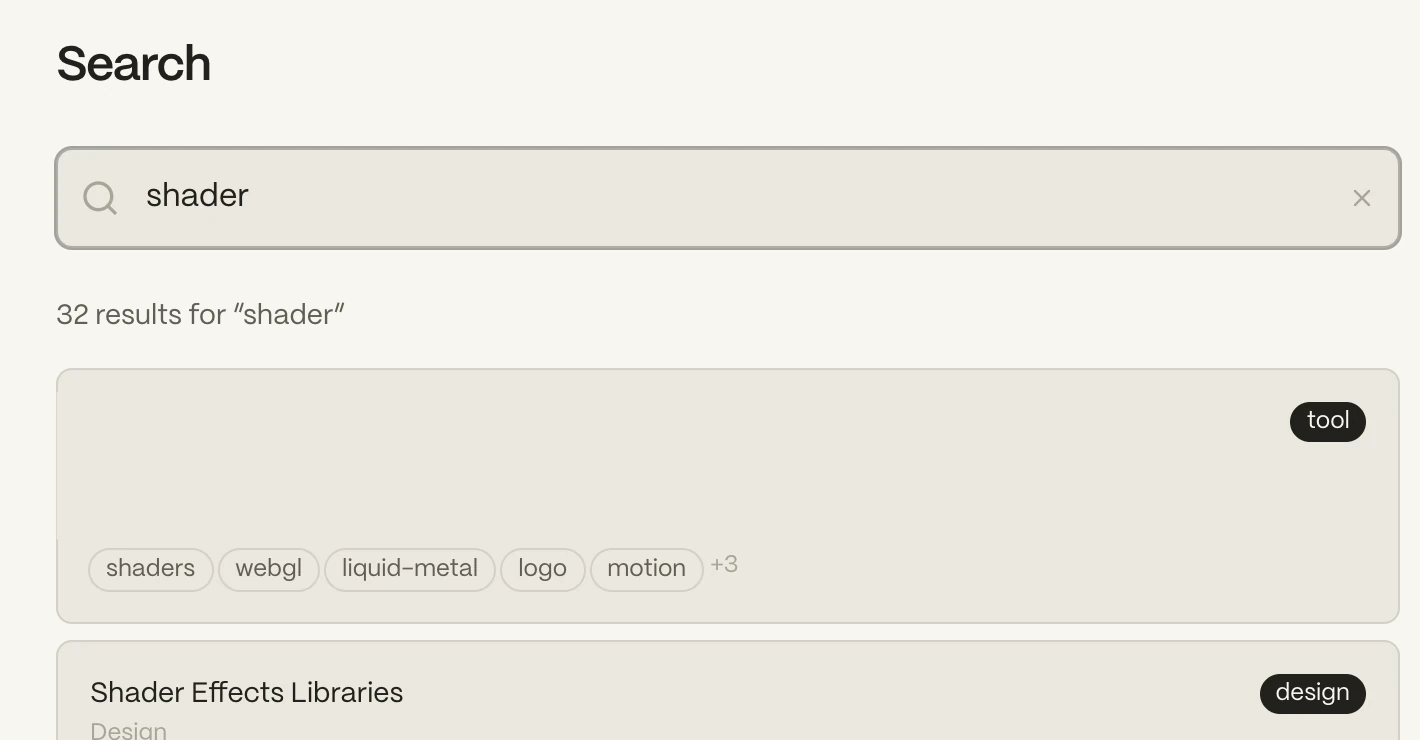 Search
shader
32 results for "shader"
tool
shaders webgl liquid-metal logo motion +3
Shader Effects Libraries
design
Design